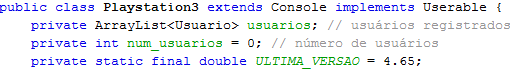 public class Playstation3 extends Console implements Userable {
private ArrayList<Usuario> usuarios; // usuários registrados
private int num_usuarios = 0; // número de usuários
private static final double ULTIMA_VERSAO = 4.65;